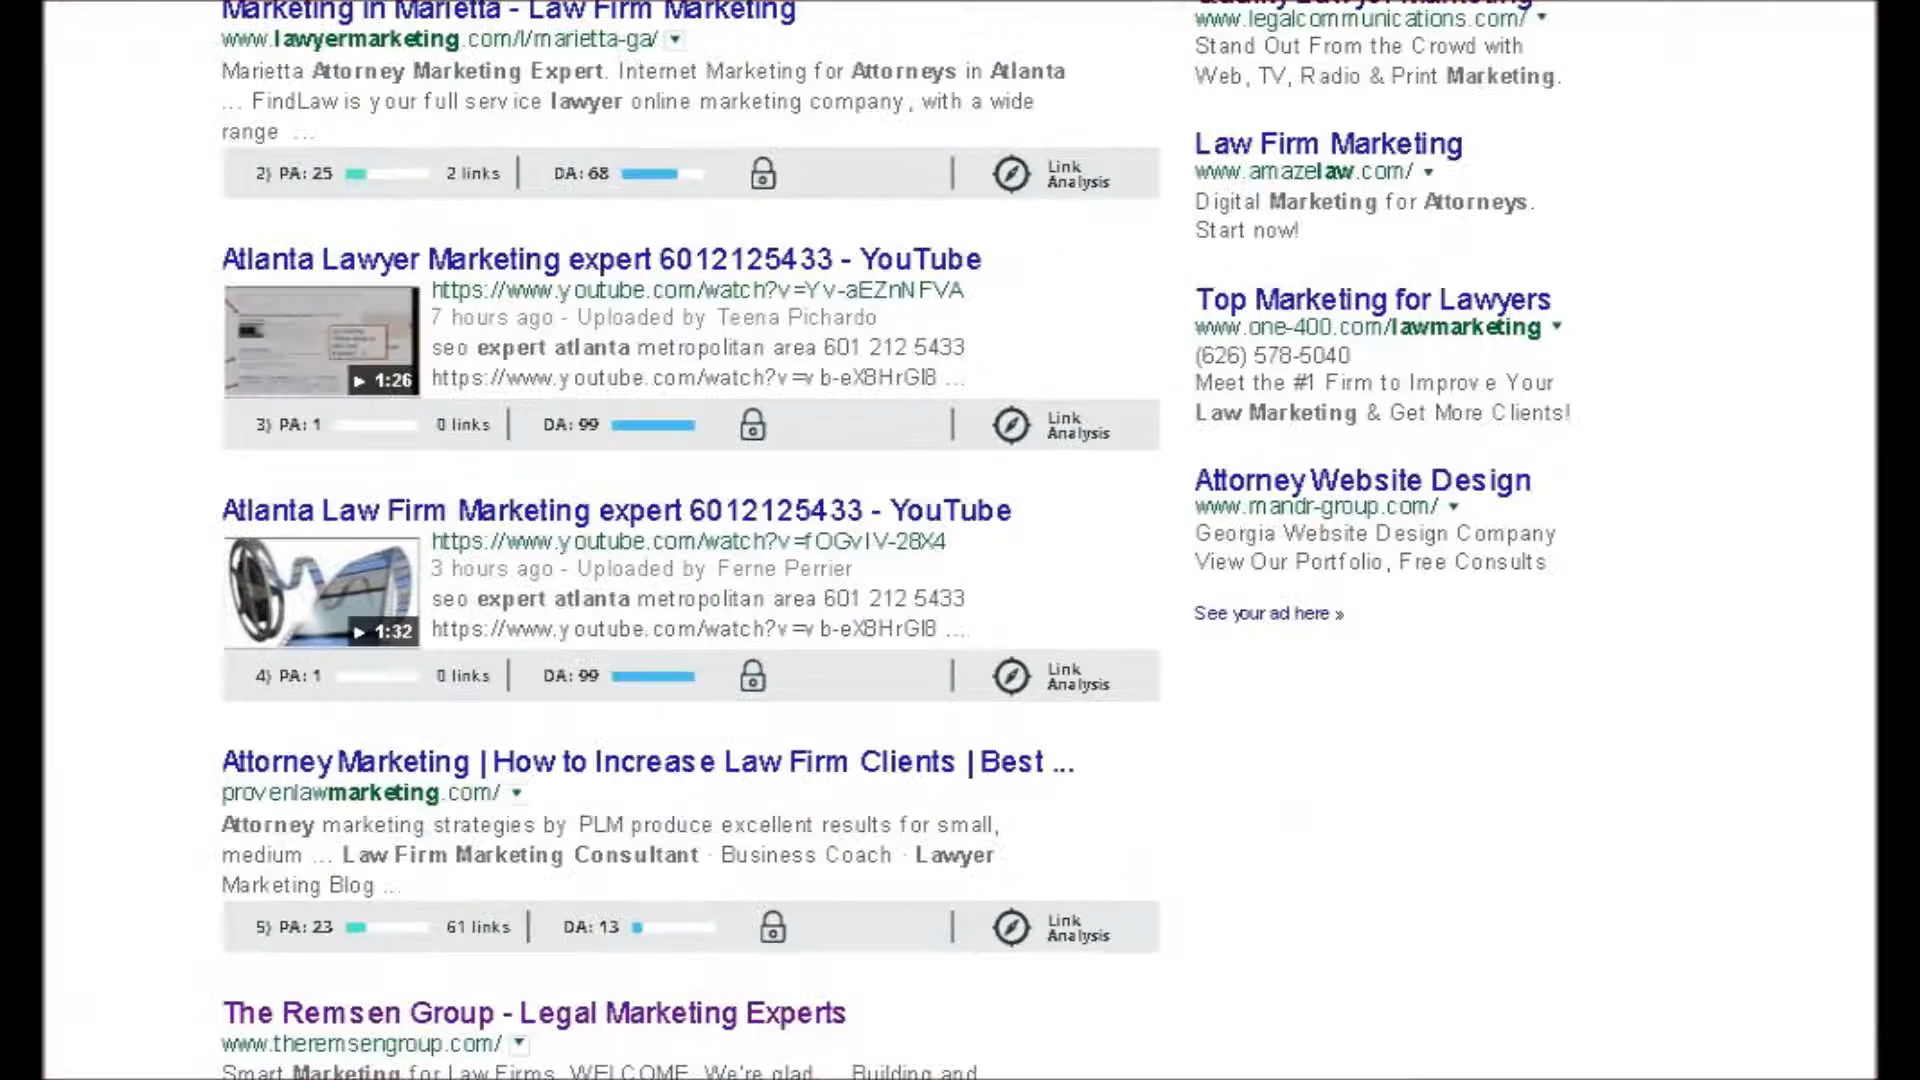 Marketing in Marietta - Law Firm Marketing
www.lawyermarketing.com/l/marietta-ga/
Marietta Attorney Marketing Expert. Internet Marketing for Attorneys in Atlanta
... FindLaw is your full service lawyer online marketing company, with a wide
range ...
2) PA: 25 2 links DA: 68 Link Analysis
Atlanta Lawyer Marketing expert 6012125433 - YouTube
https://www.youtube.com/watch?v=Yv-aEZnNFVA
7 hours ago - Uploaded by Teena Pichardo
seo expert atlanta metropolitan area 601 212 5433
1:26 https://www.youtube.com/watch?v=vb-eX8HrGI8 ...
3) PA: 1 0 links DA: 99 Link Analysis
Atlanta Law Firm Marketing expert 6012125433 - YouTube
https://www.youtube.com/watch?v=fOGvIV-28X4
3 hours ago - Uploaded by Ferne Perrier
seo expert atlanta metropolitan area 601 212 5433
1:32 https://www.youtube.com/watch?v=vb-eX8HrGI8 ...
4) PA: 1 0 links DA: 99 Link Analysis
Attorney Marketing | How to Increase Law Firm Clients | Best ...
provenlawmarketing.com/
Attorney marketing strategies by PLM produce excellent results for small,
medium ... Law Firm Marketing Consultant · Business Coach · Lawyer
Marketing Blog ...
5) PA: 23 61 links DA: 13 Link Analysis
The Remsen Group - Legal Marketing Experts
www.theremsengroup.com/
Smart Marketing for Law Firms. WELCOME. We're glad ... Building and
www.legalcommunications.com/
Stand Out From the Crowd with
Web, TV, Radio & Print Marketing.
Law Firm Marketing
www.amazelaw.com/
Digital Marketing for Attorneys.
Start now!
Top Marketing for Lawyers
www.one-400.com/lawmarketing
(626) 578-5040
Meet the #1 Firm to Improve Your
Law Marketing & Get More Clients!
Attorney Website Design
www.mandr-group.com/
Georgia Website Design Company
View Our Portfolio, Free Consults
See your ad here »